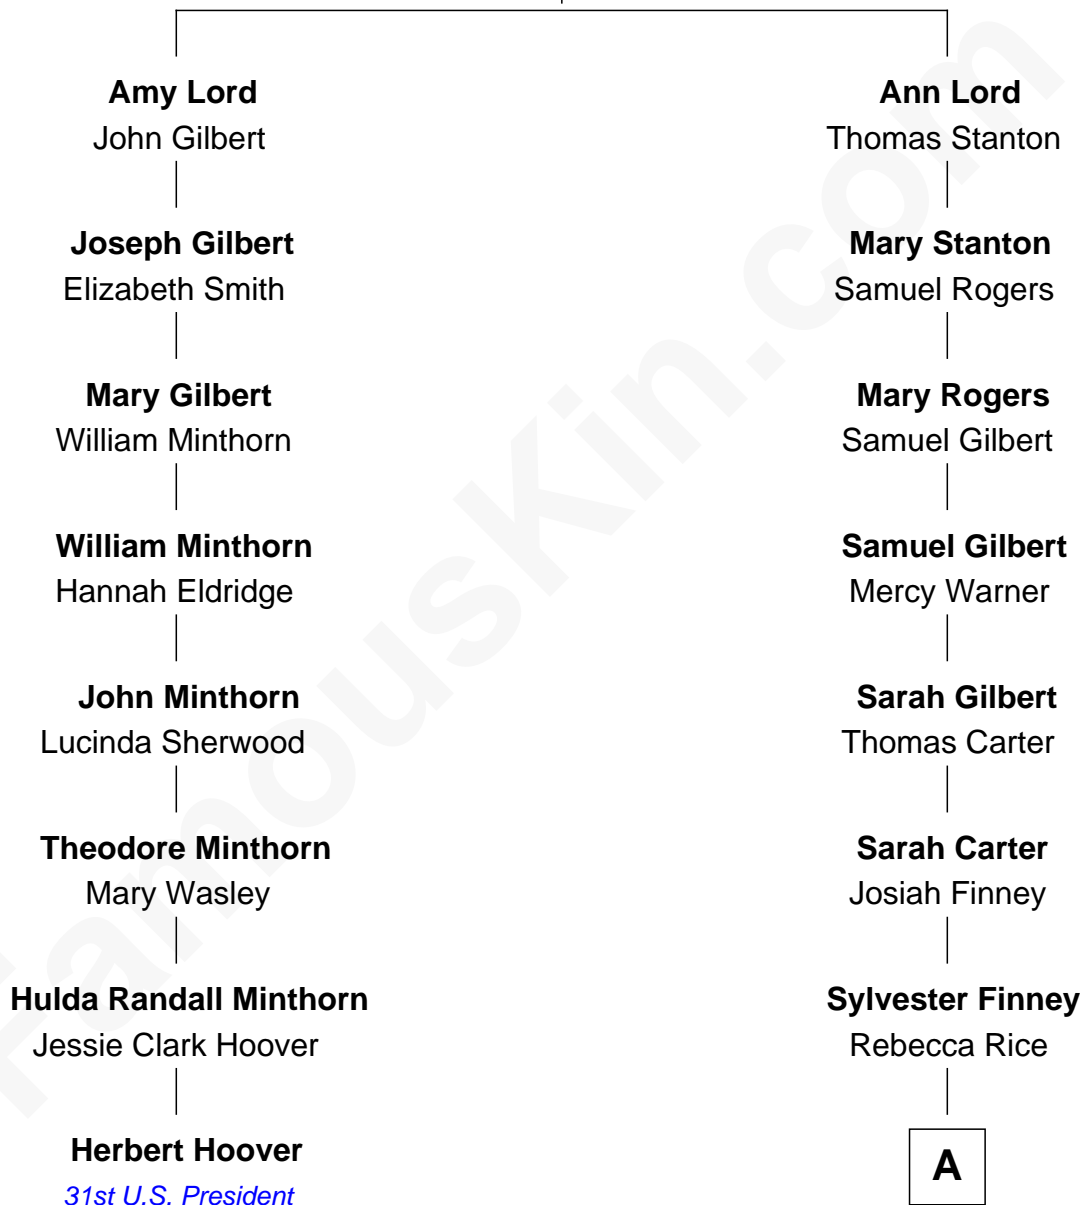 Amy Lord
John Gilbert
Joseph Gilbert
Elizabeth Smith
Mary Gilbert
William Minthorn
William Minthorn
Hannah Eldridge
John Minthorn
Lucinda Sherwood
Theodore Minthorn
Mary Wasley
Hulda Randall Minthorn
Jessie Clark Hoover
Herbert Hoover
31st U.S. President
Ann Lord
Thomas Stanton
Mary Stanton
Samuel Rogers
Mary Rogers
Samuel Gilbert
Samuel Gilbert
Mercy Warner
Sarah Gilbert
Thomas Carter
Sarah Carter
Josiah Finney
Sylvester Finney
Rebecca Rice
A
FamousKin.com